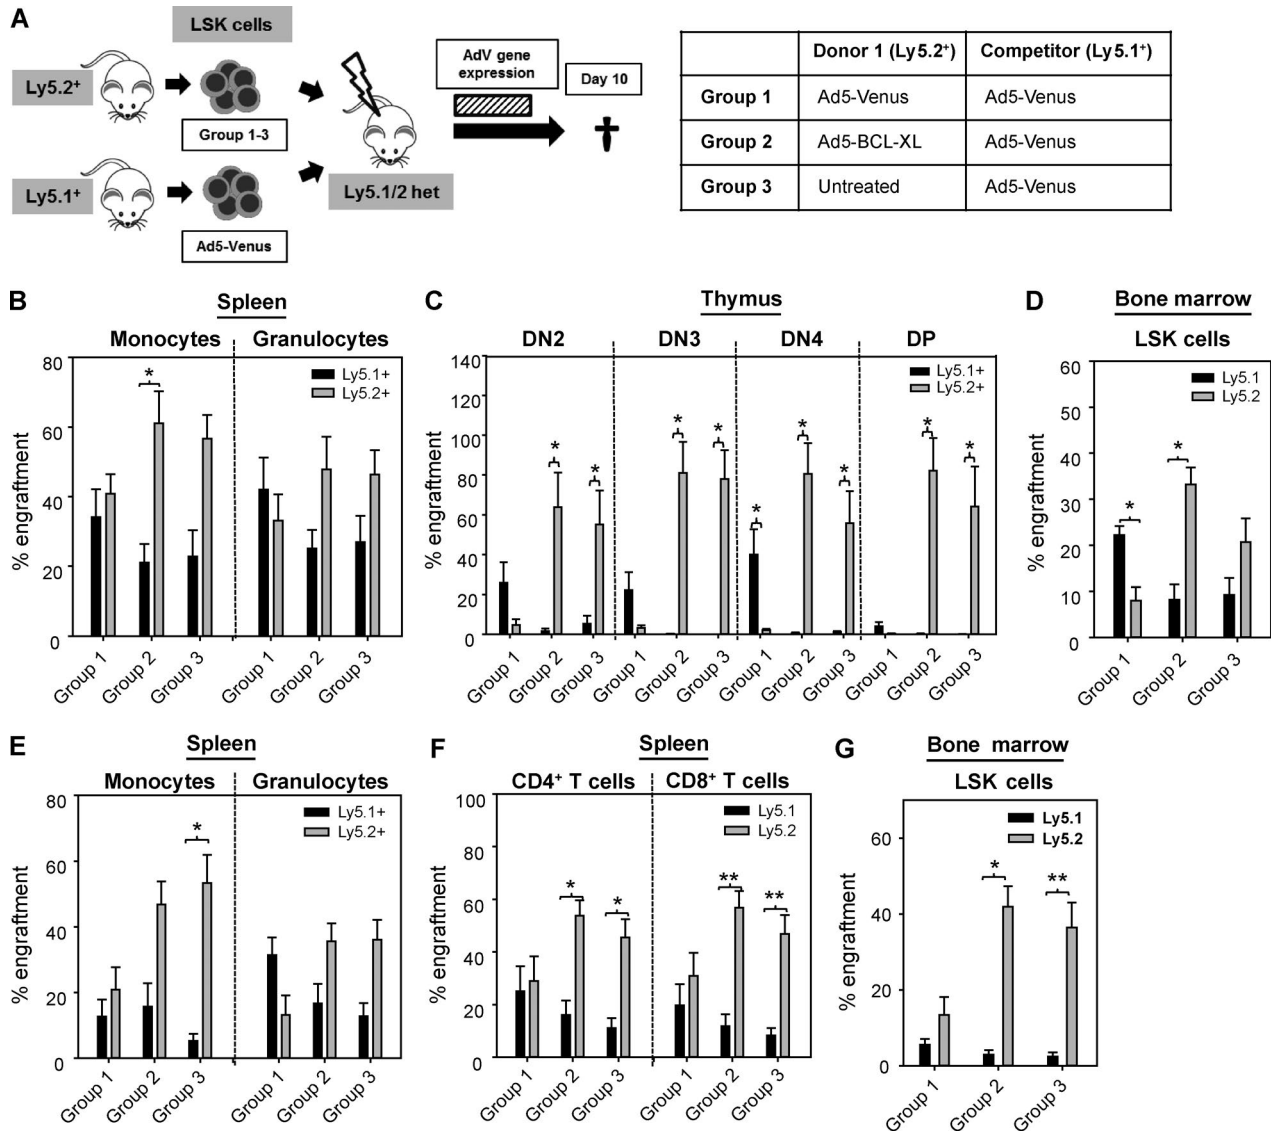 A
LSK cells
Ly5.2⁺
Group 1-3
Ly5.1⁺
Ad5-Venus
Ly5.1/2 het
AdV gene
expression
Day 10
Donor 1 (Ly5.2⁺) Competitor (Ly5.1⁺)
Group 1 Ad5-Venus Ad5-Venus
Group 2 Ad5-BCL-XL Ad5-Venus
Group 3 Untreated Ad5-Venus
B
Spleen
Monocytes Granulocytes
% engraftment
80
60
40
20
0
Ly5.1+
Ly5.2+
*
Group 1 Group 2 Group 3 Group 1 Group 2 Group 3
C
Thymus
DN2 DN3 DN4 DP
% engraftment
140
120
100
80
60
40
20
0
Ly5.1+
Ly5.2+
* * * * * * * * *
Group 1 Group 2 Group 3 Group 1 Group 2 Group 3 Group 1 Group 2 Group 3 Group 1 Group 2 Group 3
D
Bone marrow
LSK cells
% engraftment
60
50
40
30
20
10
0
Ly5.1
Ly5.2
* *
Group 1 Group 2 Group 3
E
Spleen
Monocytes Granulocytes
% engraftment
80
60
40
20
0
Ly5.1+
Ly5.2+
*
Group 1 Group 2 Group 3 Group 1 Group 2 Group 3
F
Spleen
CD4⁺ T cells CD8⁺ T cells
% engraftment
100
80
60
40
20
0
Ly5.1
Ly5.2
* * ** **
Group 1 Group 2 Group 3 Group 1 Group 2 Group 3
G
Bone marrow
LSK cells
% engraftment
60
40
20
0
Ly5.1
Ly5.2
* **
Group 1 Group 2 Group 3